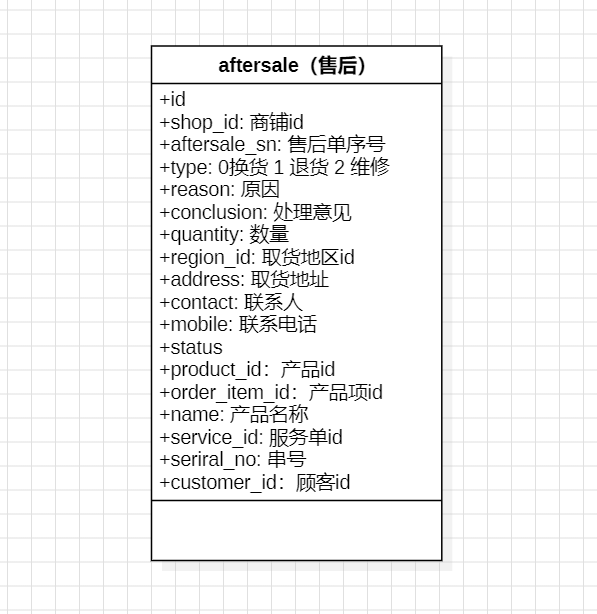 aftersale（售后）
+id
+shop_id: 商铺id
+aftersale_sn: 售后单序号
+type: 0换货 1 退货 2 维修
+reason: 原因
+conclusion: 处理意见
+quantity: 数量
+region_id: 取货地区id
+address: 取货地址
+contact: 联系人
+mobile: 联系电话
+status
+product_id：产品id
+order_item_id：产品项id
+name: 产品名称
+service_id: 服务单id
+seriral_no: 串号
+customer_id：顾客id